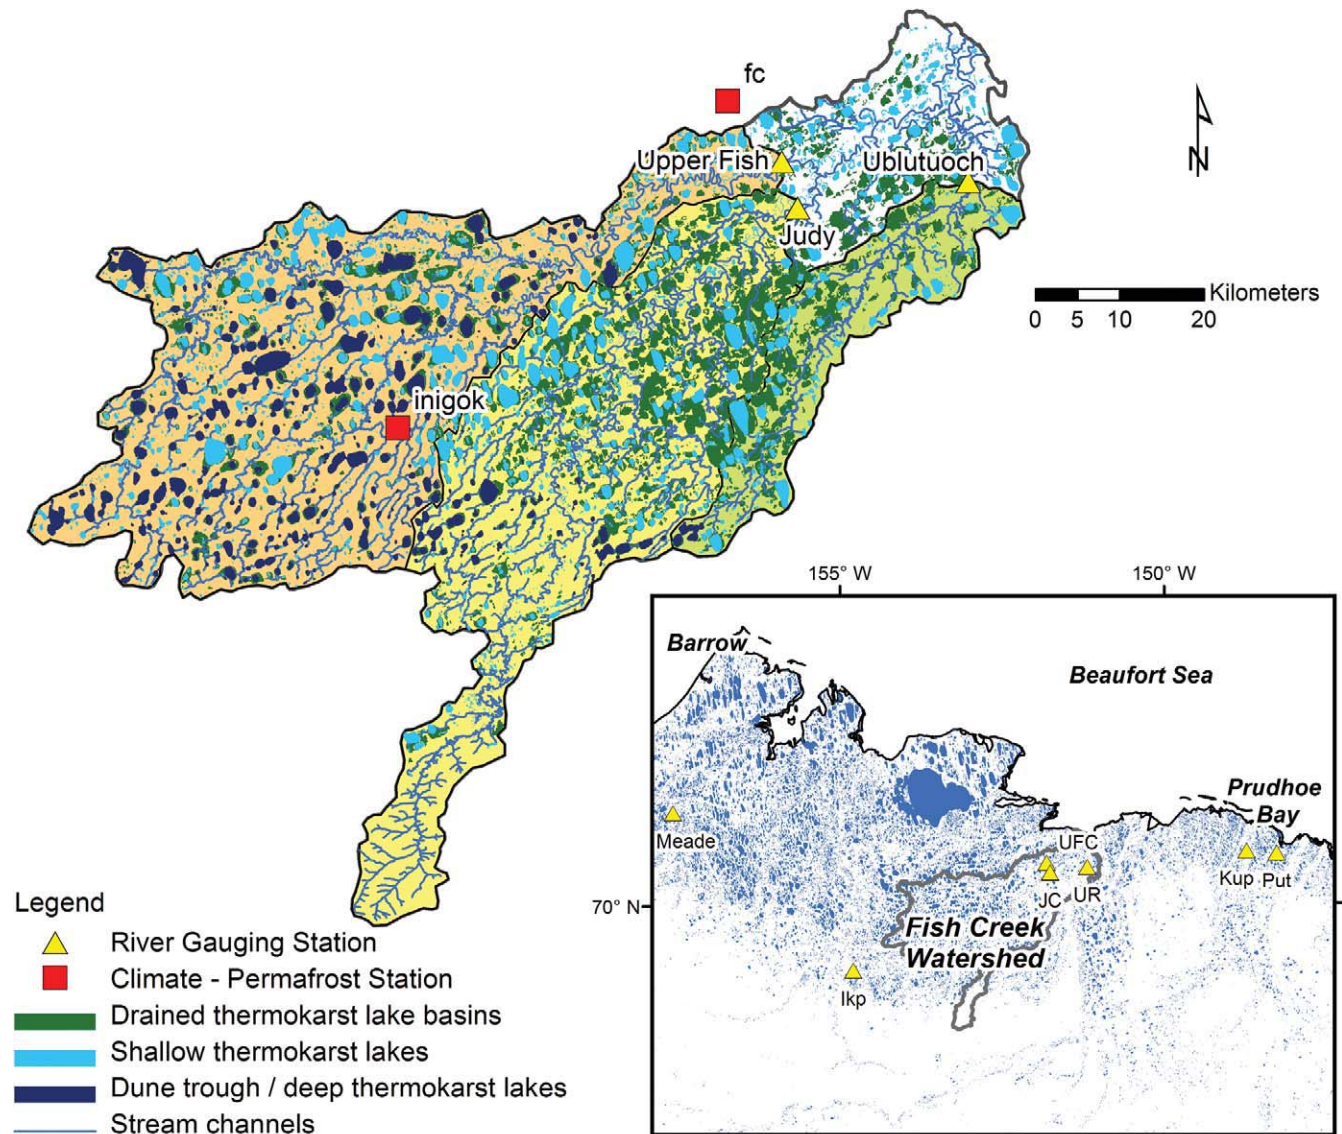 fc
Upper Fish
Ublutuoch
Judy
N
Kilometers
0 5 10 20
inigok
155° W 150° W
Barrow
Beaufort Sea
Prudhoe
Bay
Meade
UFC
JC UR
Kup Put
70° N
Fish Creek
Watershed
Ikp
Legend
River Gauging Station
Climate - Permafrost Station
Drained thermokarst lake basins
Shallow thermokarst lakes
Dune trough / deep thermokarst lakes
Stream channels